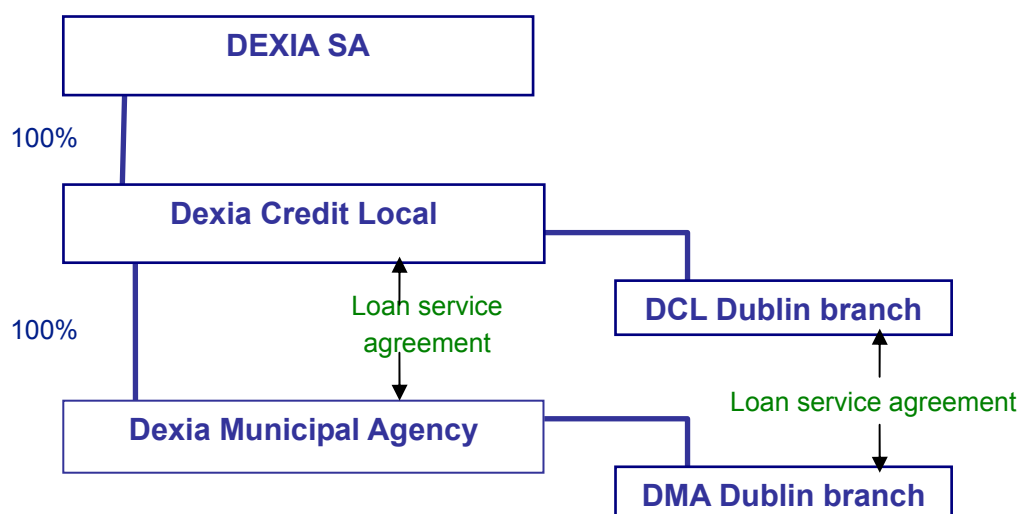 DEXIA SA
100%
Dexia Credit Local
Loan service
agreement
DCL Dublin branch
100%
Loan service agreement
Dexia Municipal Agency
DMA Dublin branch